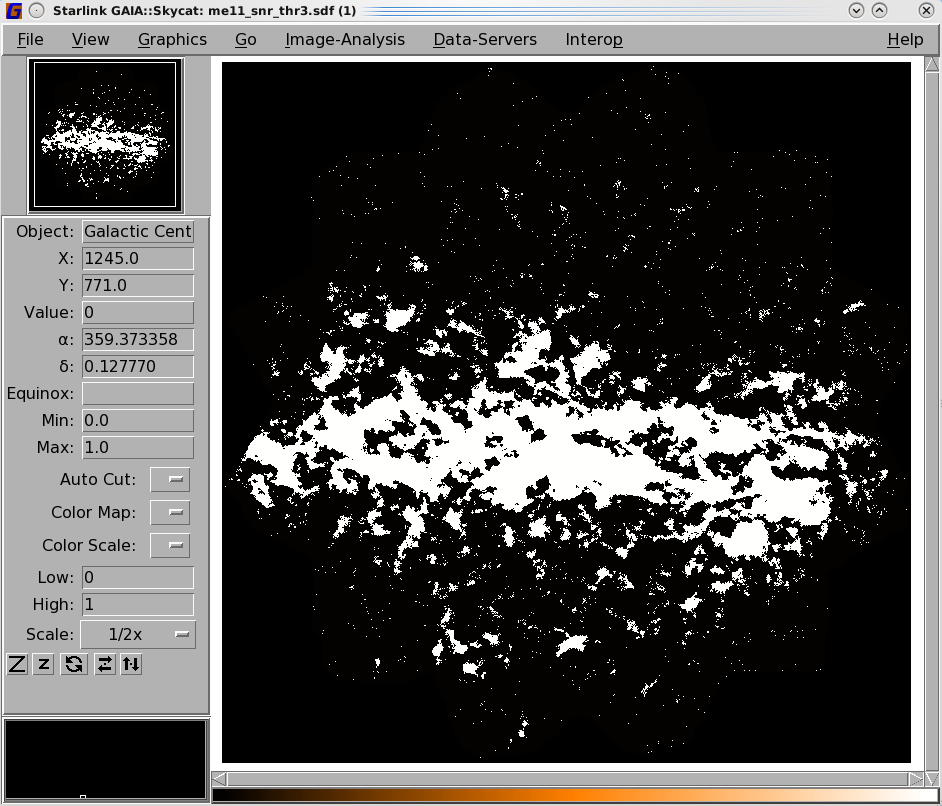 Starlink GAIA::Skycat: me11_snr_thr3.sdf (1)
File View Graphics Go Image-Analysis Data-Servers Interop Help
Object: Galactic Cent
X: 1245.0
Y: 771.0
Value: 0
α: 359.373358
δ: 0.127770
Equinox:
Min: 0.0
Max: 1.0
Auto Cut:
Color Map:
Color Scale:
Low: 0
High: 1
Scale: 1/2x
Z z